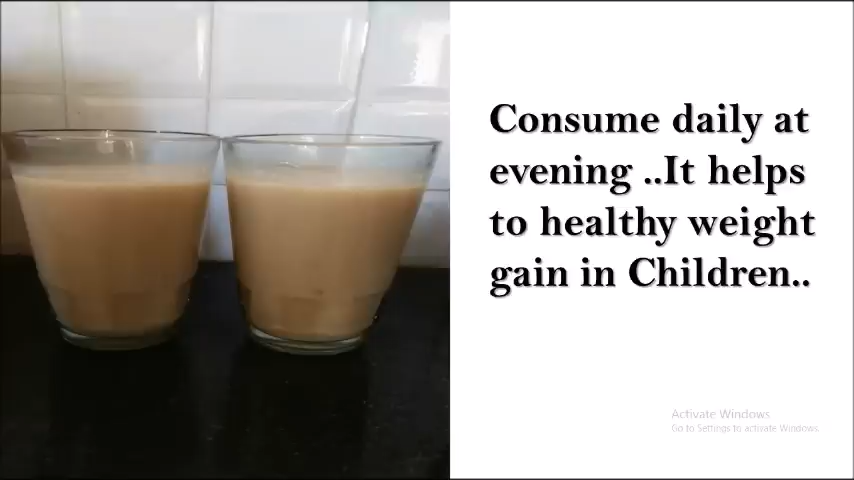 Consume daily at
evening ..It helps
to healthy weight
gain in Children..
Activate Windows
Go to Settings to activate Windows.